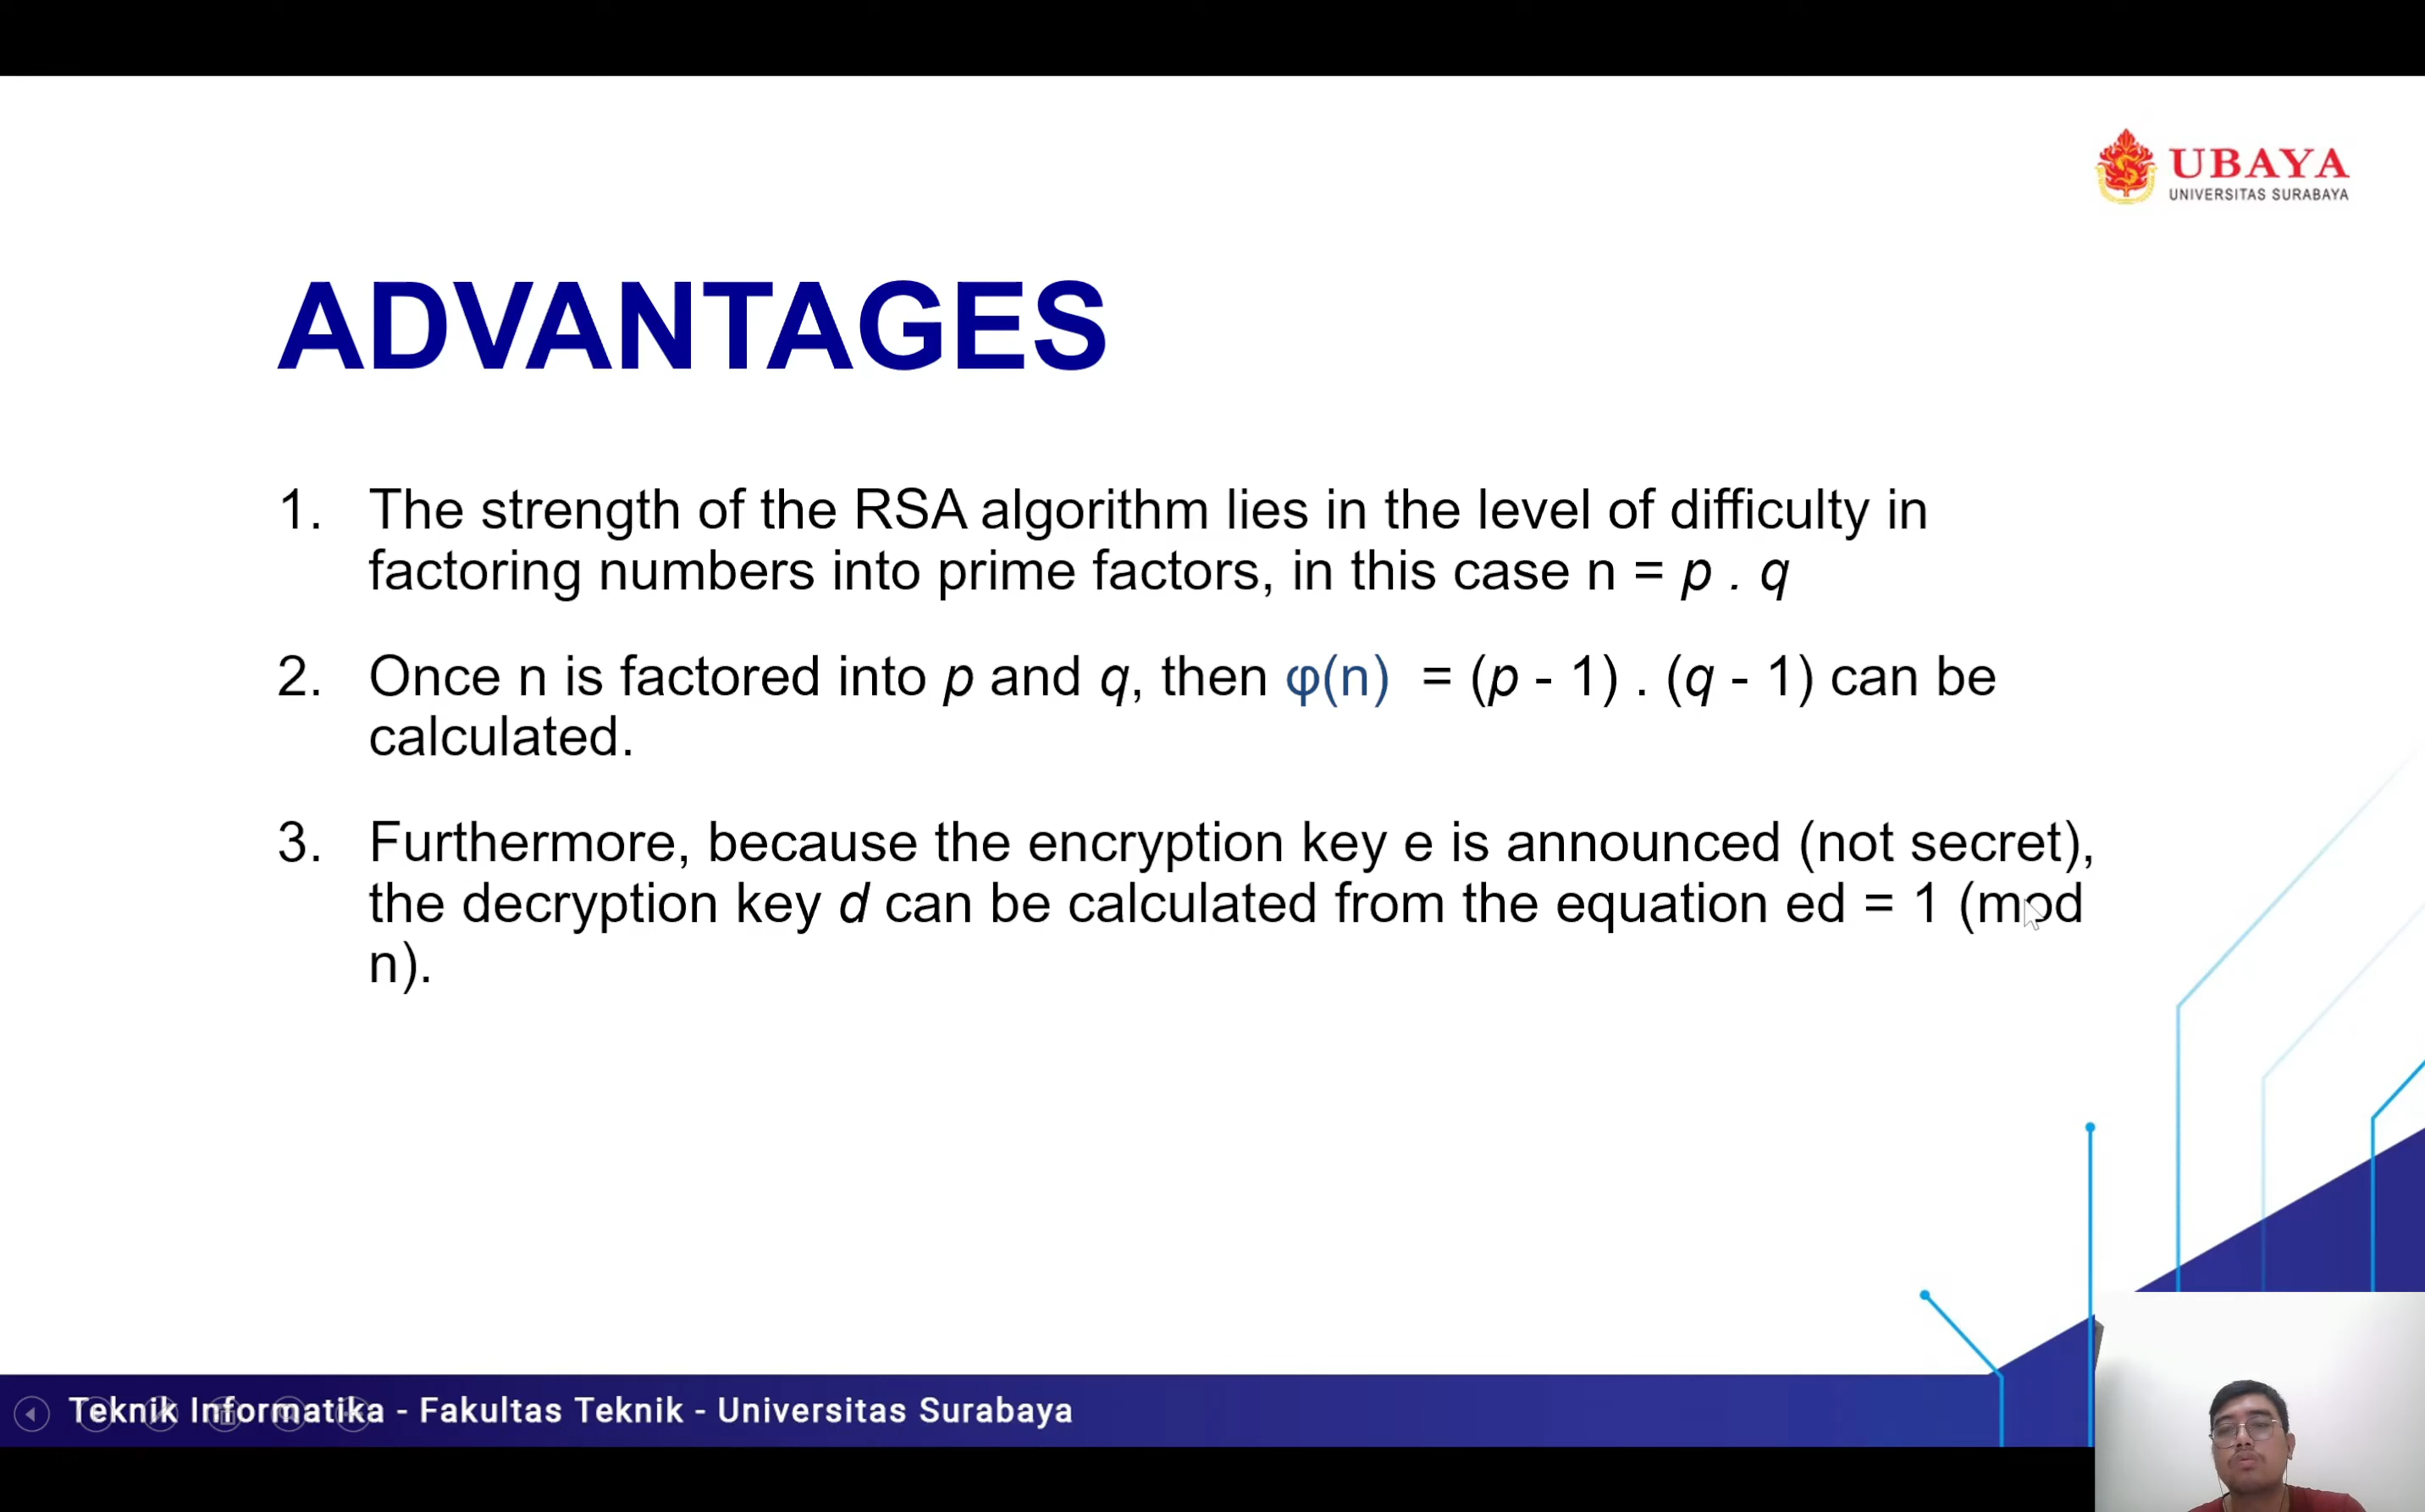 UBAYA
UNIVERSITAS SURABAYA
ADVANTAGES
1. The strength of the RSA algorithm lies in the level of difficulty in
factoring numbers into prime factors, in this case n = p . q
2. Once n is factored into p and q, then φ(n) = (p - 1) . (q - 1) can be
calculated.
3. Furthermore, because the encryption key e is announced (not secret),
the decryption key d can be calculated from the equation ed = 1 (mod
n).
Teknik Informatika - Fakultas Teknik - Universitas Surabaya